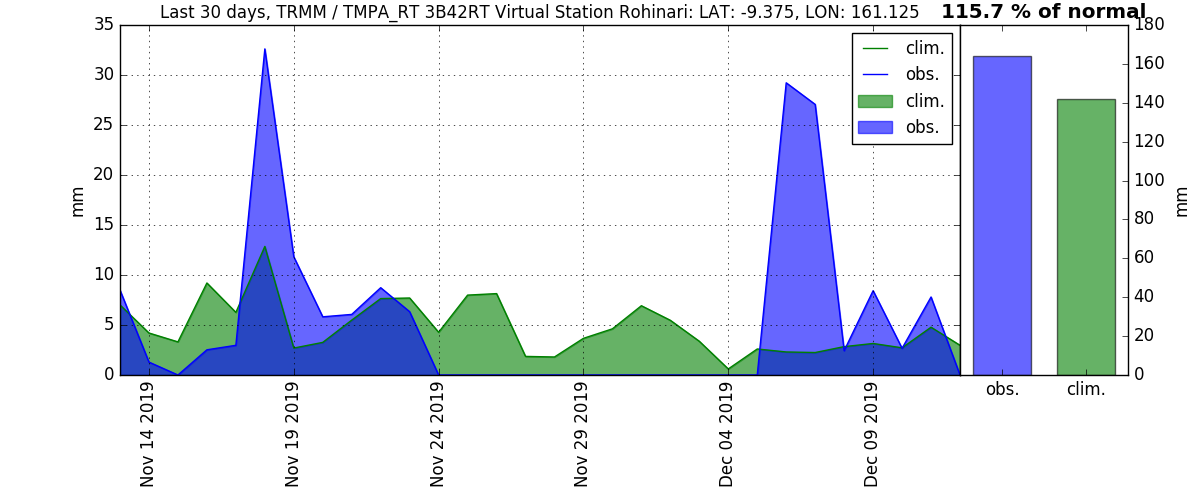 Last 30 days, TRMM / TMPA_RT 3B42RT Virtual Station Rohinari: LAT: -9.375, LON: 161.125
115.7 % of normal
35
30
25
20
15
10
5
0
mm
clim.
obs.
clim.
obs.
Nov 14 2019
Nov 19 2019
Nov 24 2019
Nov 29 2019
Dec 04 2019
Dec 09 2019
180
160
140
120
100
80
60
40
20
0
mm
obs.
clim.